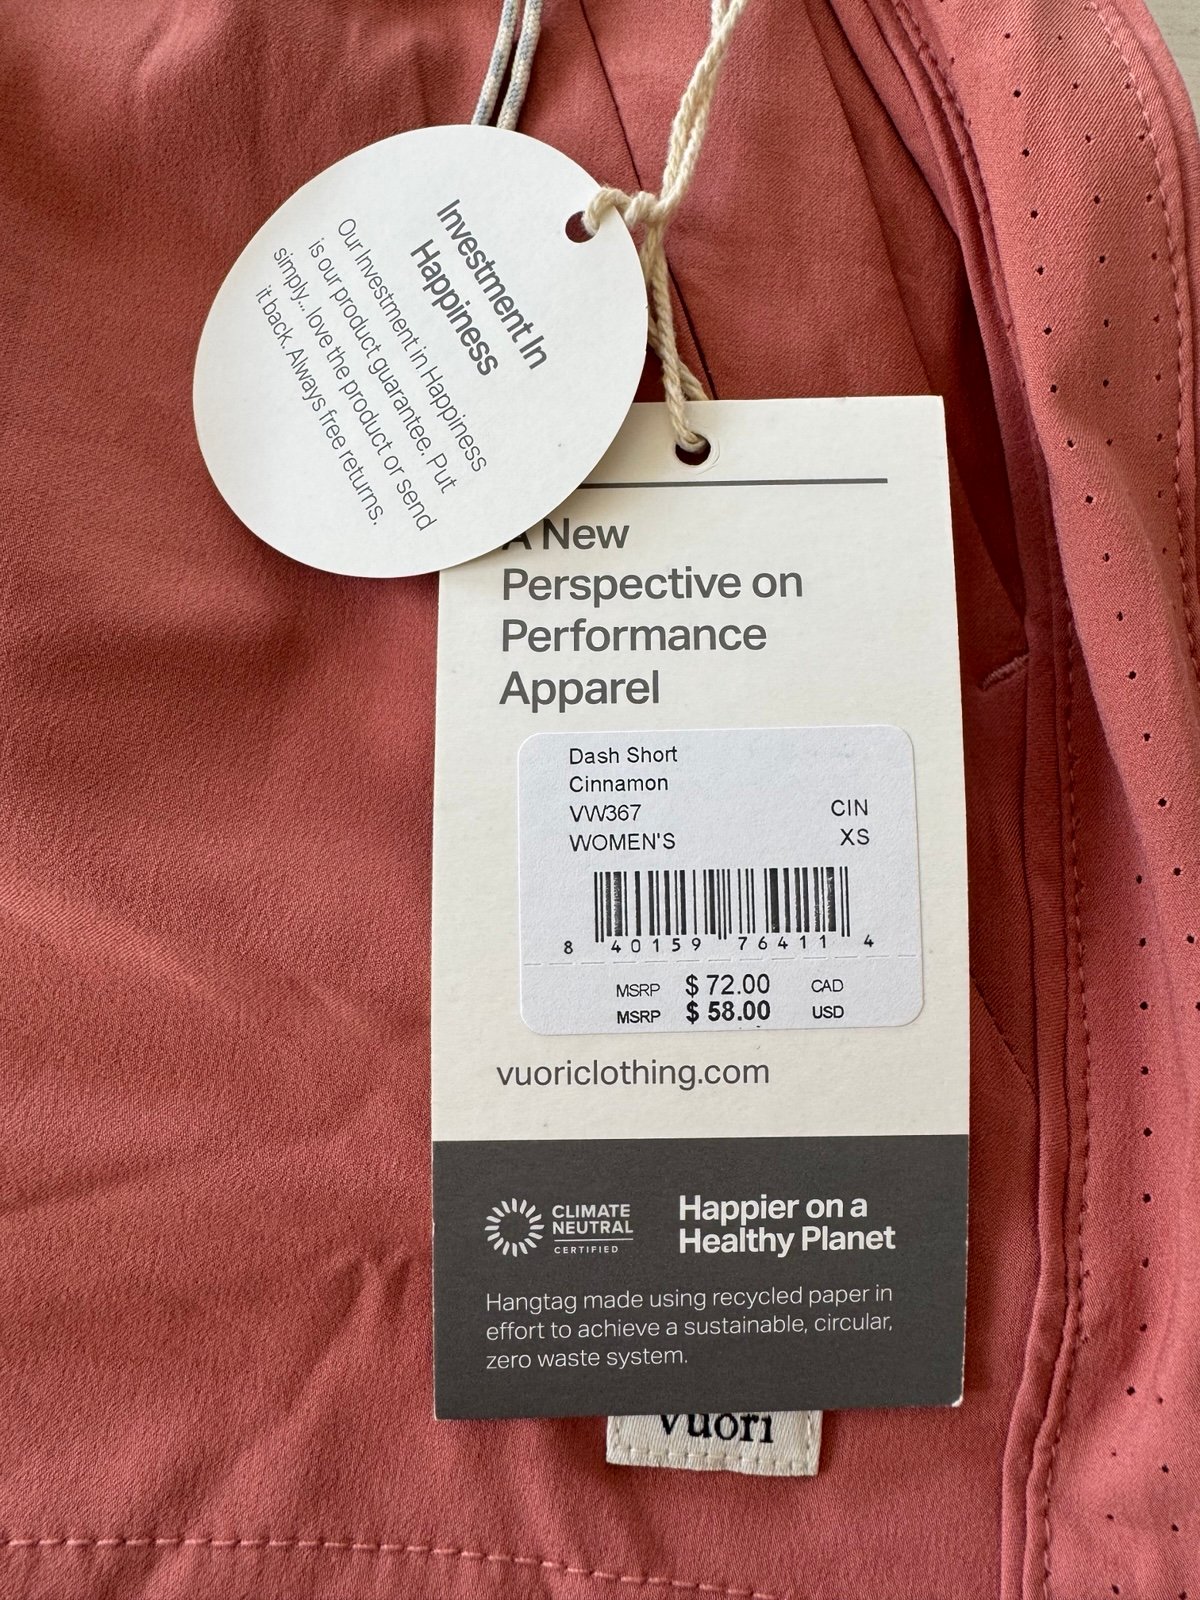 Investment In
Happiness
Our Investment in Happiness
is our product guarantee. Put
simply... love the product or send
it back. Always free returns.
A New
Perspective on
Performance
Apparel
Dash Short
Cinnamon
VW367 CIN
WOMEN'S XS
8 40159 76411 4
MSRP $ 72.00 CAD
MSRP $ 58.00 USD
vuoriclothing.com
CLIMATE
NEUTRAL
CERTIFIED
Happier on a
Healthy Planet
Hangtag made using recycled paper in
effort to achieve a sustainable, circular,
zero waste system.
vuori